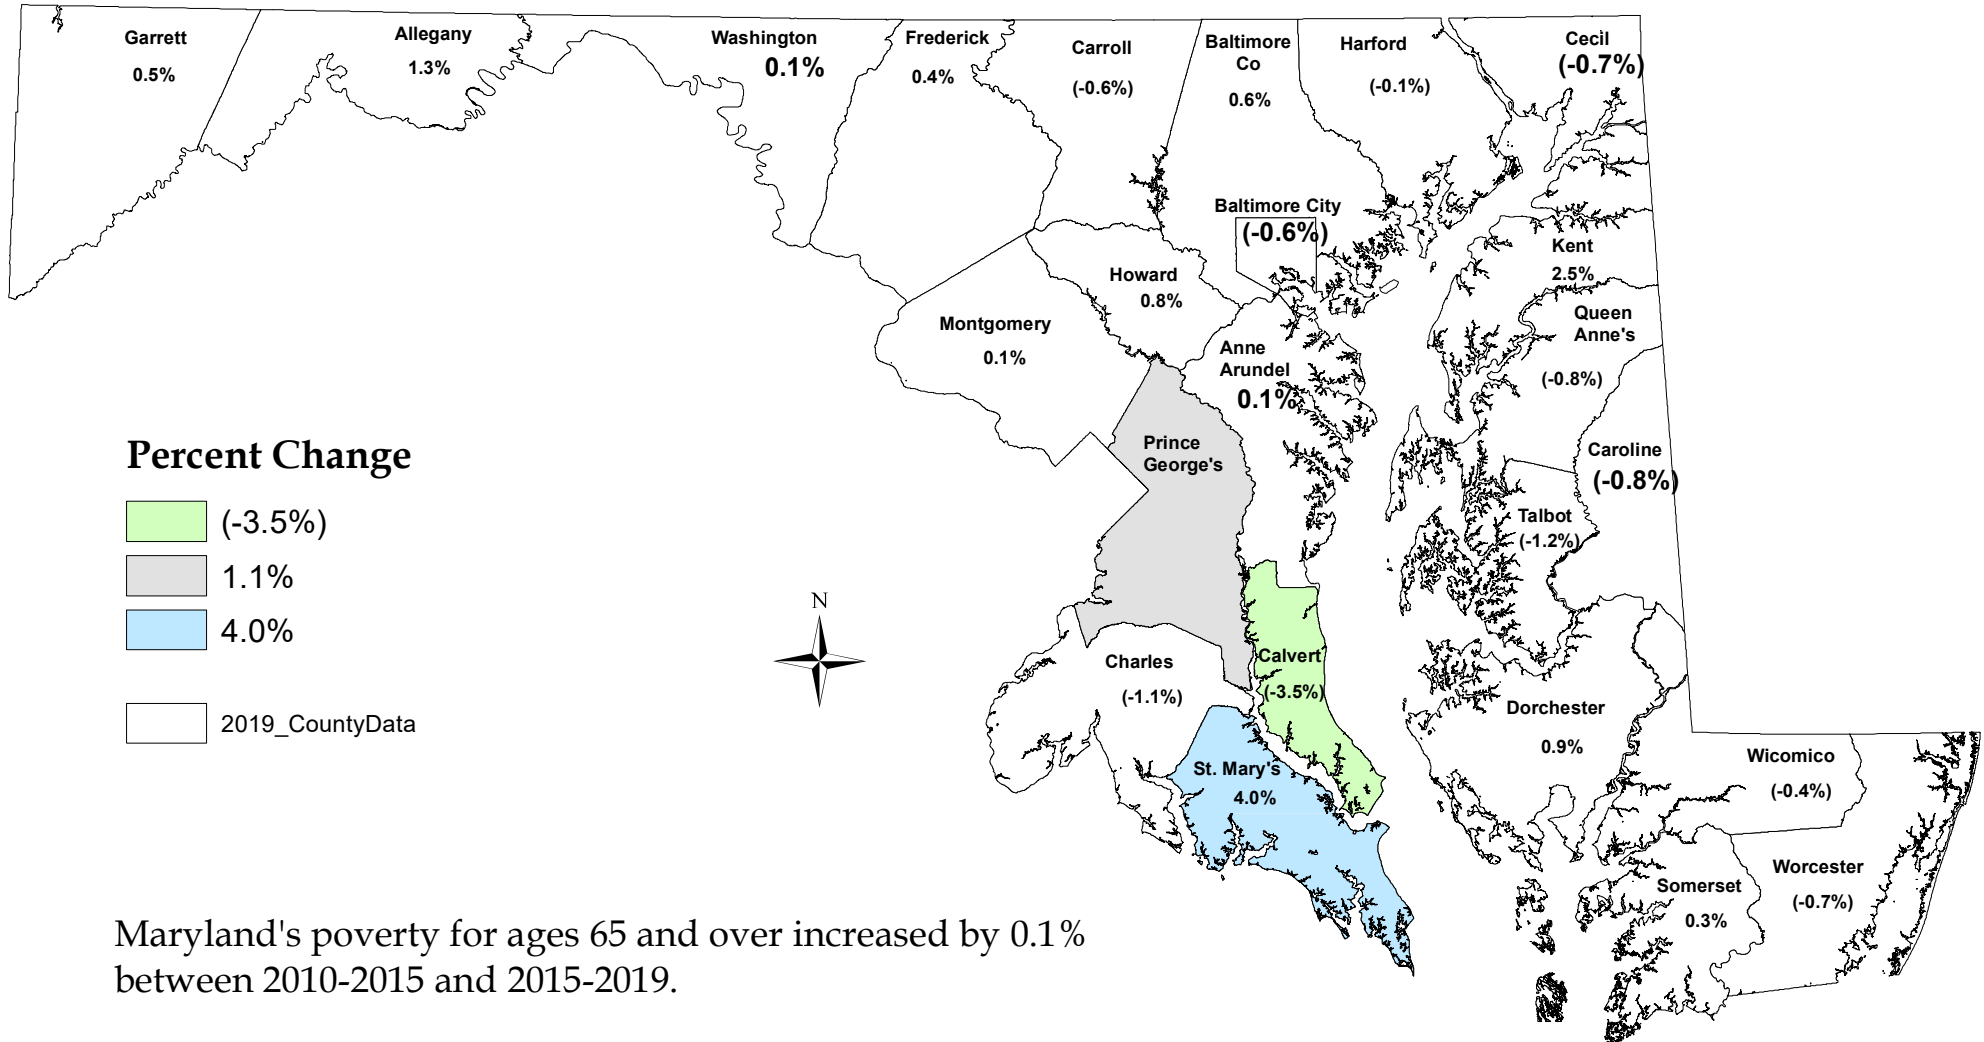 Garrett
0.5%
Allegany
1.3%
Washington
0.1%
Frederick
0.4%
Carroll
(-0.6%)
Baltimore
Co
0.6%
Harford
(-0.1%)
Cecil
(-0.7%)
Baltimore City
(-0.6%)
Kent
2.5%
Howard
0.8%
Queen
Anne's
(-0.8%)
Montgomery
0.1%
Anne
Arundel
0.1%
Prince
George's
Caroline
(-0.8%)
Talbot
(-1.2%)
Percent Change
(-3.5%)
1.1%
4.0%
2019_CountyData
N
Charles
(-1.1%)
Calvert
(-3.5%)
St. Mary's
4.0%
Dorchester
0.9%
Wicomico
(-0.4%)
Worcester
(-0.7%)
Somerset
0.3%
Maryland's poverty for ages 65 and over increased by 0.1%
between 2010-2015 and 2015-2019.